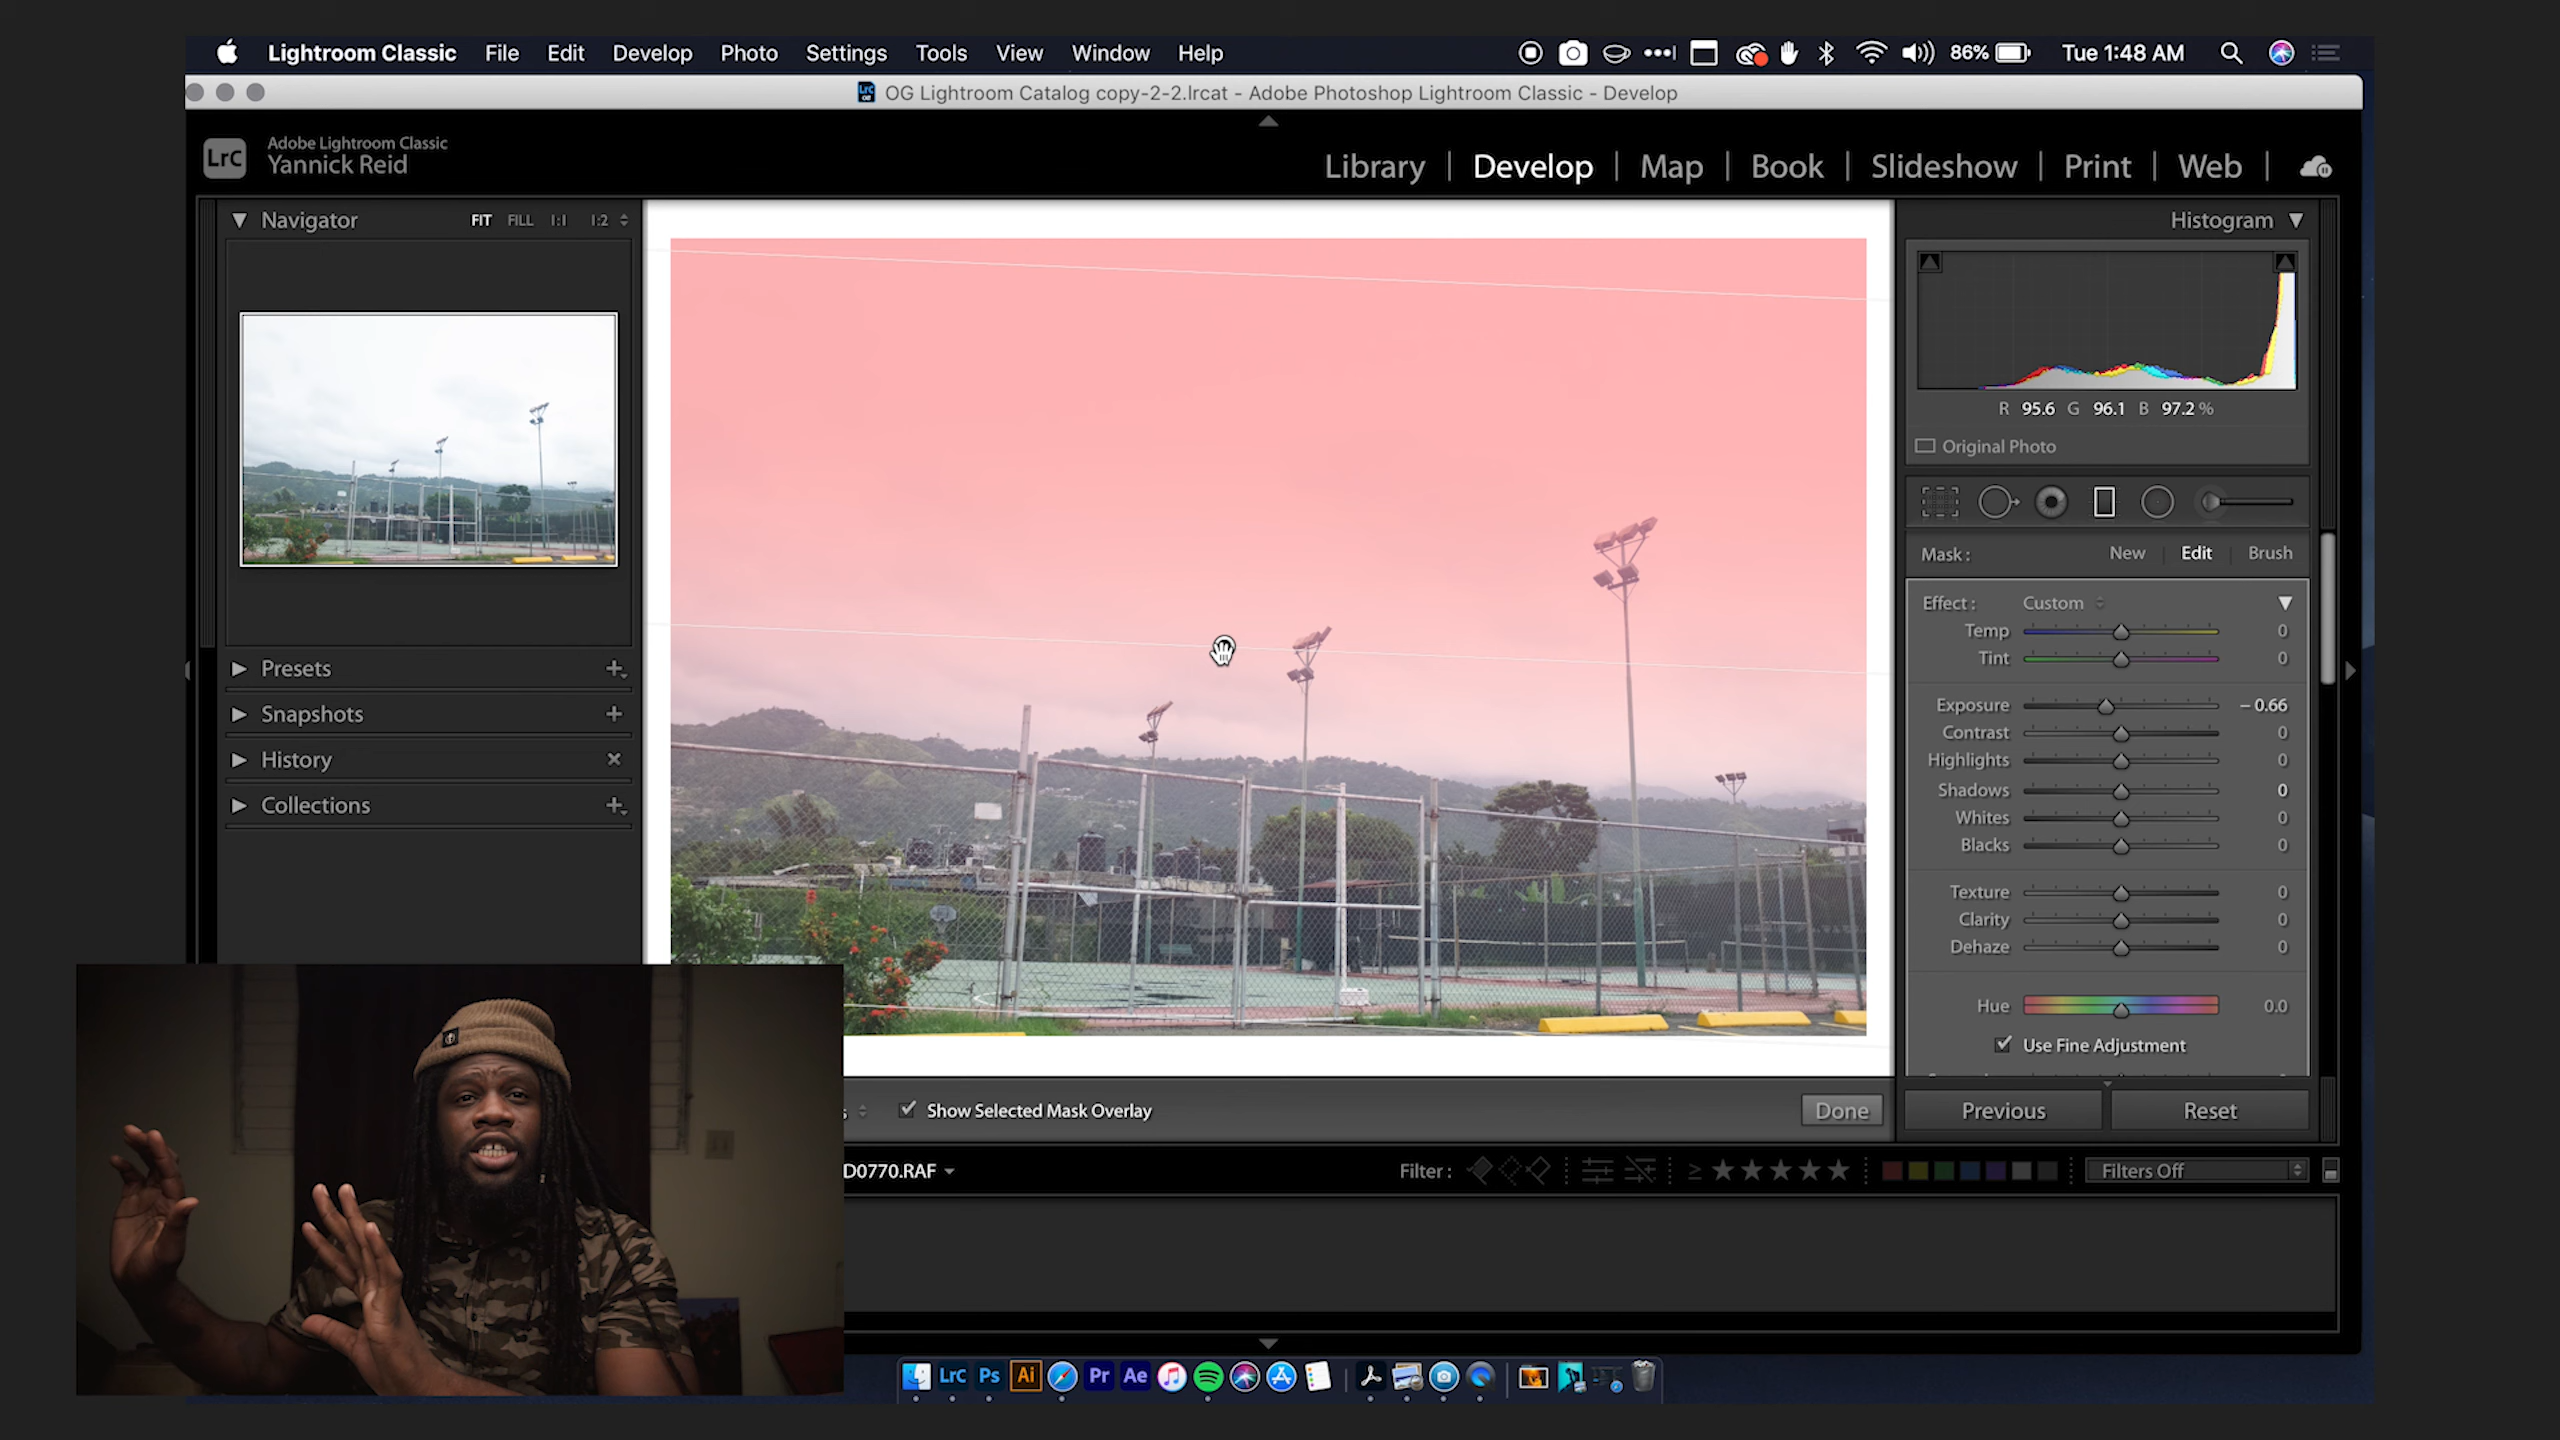 Lightroom Classic File Edit Develop Photo Settings Tools View Window Help 86% Tue 1:48 AM
OG Lightroom Catalog copy-2-2.lrcat - Adobe Photoshop Lightroom Classic - Develop
LrC Adobe Lightroom Classic
Yannick Reid
Library | Develop | Map | Book | Slideshow | Print | Web |
Navigator FIT FILL 1:1 1:2
Presets
Snapshots
History
Collections
Histogram
R 95.6 G 96.1 B 97.2 %
Original Photo
Mask : New Edit Brush
Effect : Custom
Temp 0
Tint 0
Exposure – 0.66
Contrast 0
Highlights 0
Shadows 0
Whites 0
Blacks 0
Texture 0
Clarity 0
Dehaze 0
Hue 0.0
Use Fine Adjustment
Show Selected Mask Overlay Done
Previous Reset
D0770.RAF Filter : ≥ Filters Off
LrC Ps Ai Pr Ae